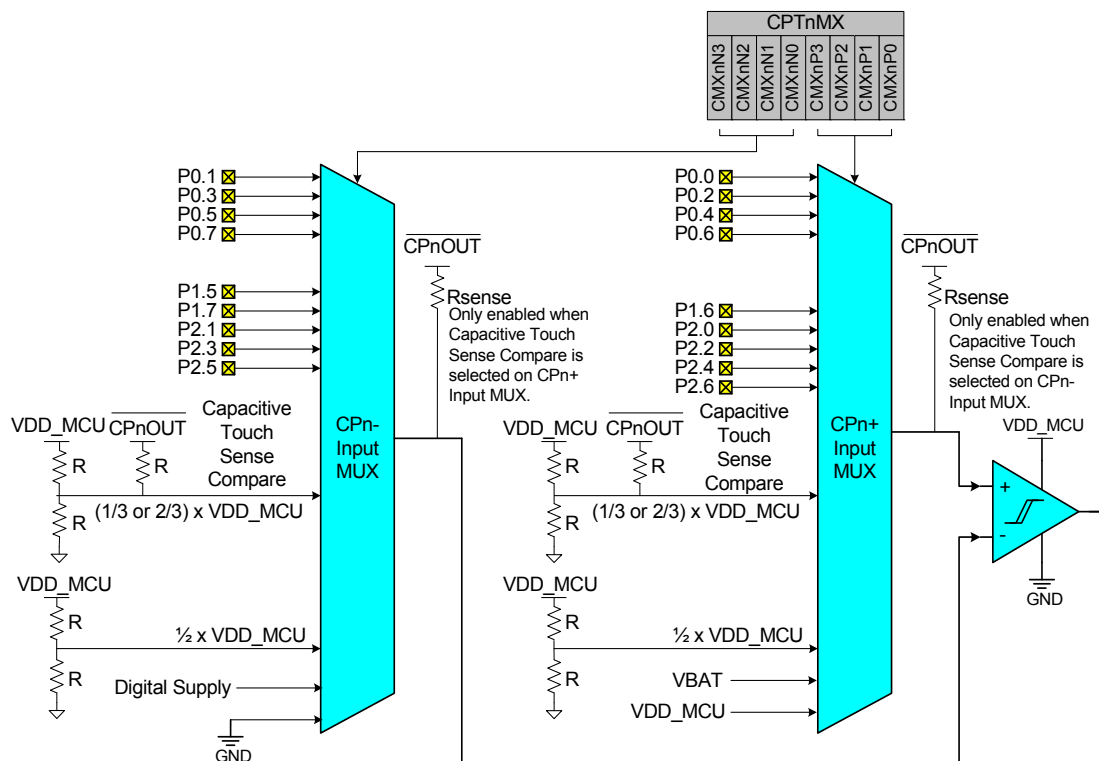 CPTnMX
CMXnN3
CMXnN2
CMXnN1
CMXnN0
CMXnP3
CMXnP2
CMXnP1
CMXnP0
P0.1
P0.3
P0.5
P0.7
P1.5
P1.7
P2.1
P2.3
P2.5
CPnOUT
Rsense
Only enabled when
Capacitive Touch
Sense Compare is
selected on CPn+
Input MUX.
VDD_MCU
CPnOUT
R
R
R
Capacitive
Touch
Sense
Compare
(1/3 or 2/3) x VDD_MCU
CPn-
Input
MUX
VDD_MCU
R
R
½ x VDD_MCU
Digital Supply
GND
P0.0
P0.2
P0.4
P0.6
P1.6
P2.0
P2.2
P2.4
P2.6
CPnOUT
Rsense
Only enabled when
Capacitive Touch
Sense Compare is
selected on CPn-
Input MUX.
VDD_MCU
CPnOUT
R
R
R
Capacitive
Touch
Sense
Compare
(1/3 or 2/3) x VDD_MCU
CPn+
Input
MUX
VDD_MCU
R
R
½ x VDD_MCU
VBAT
VDD_MCU
VDD_MCU
+
-
GND